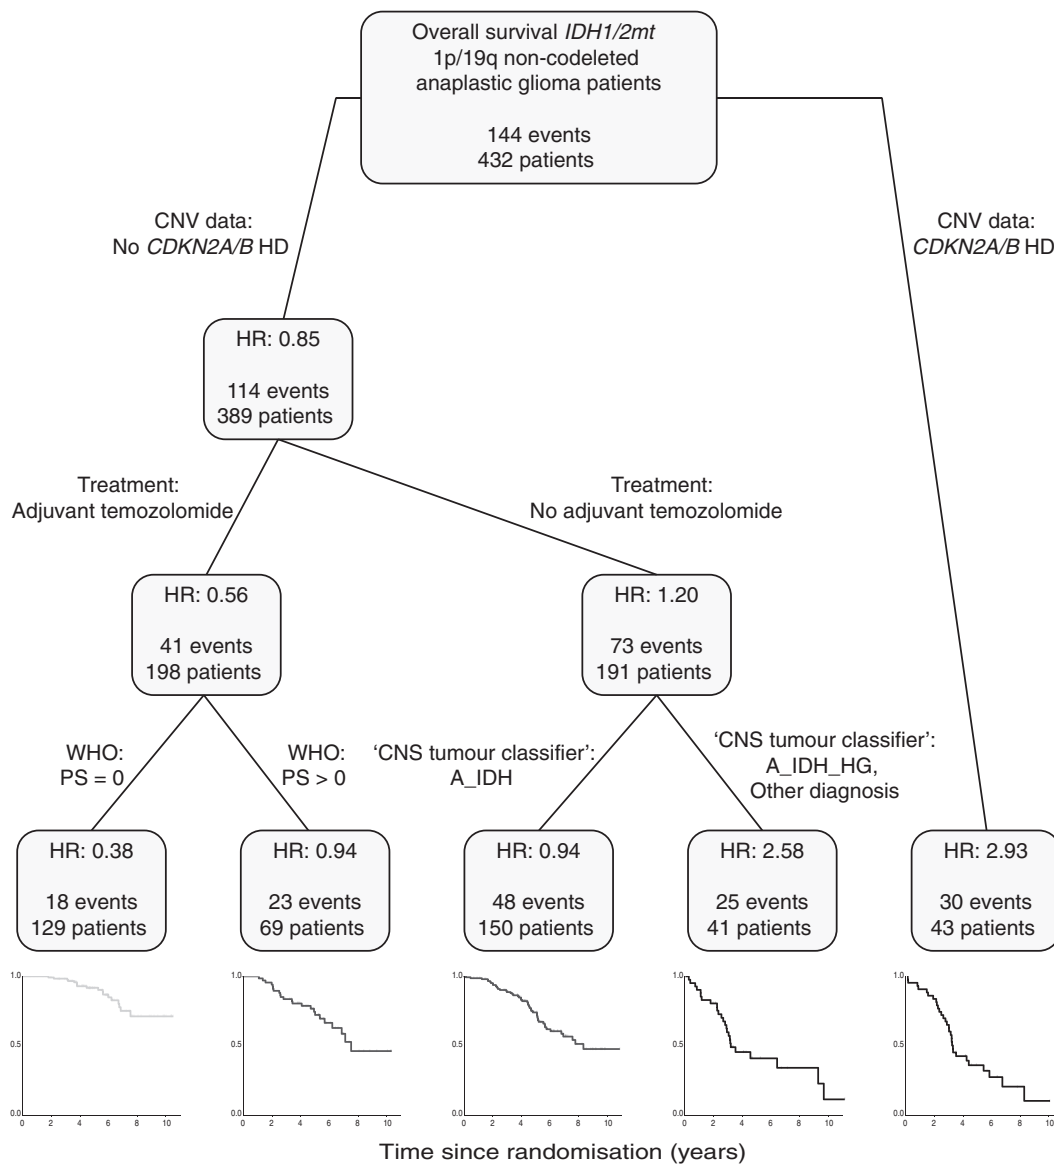 Overall survival IDH1/2mt
1p/19q non-codeleted
anaplastic glioma patients
144 events
432 patients
CNV data:
No CDKN2A/B HD
CNV data:
CDKN2A/B HD
HR: 0.85
114 events
389 patients
Treatment:
Adjuvant temozolomide
Treatment:
No adjuvant temozolomide
HR: 0.56
41 events
198 patients
HR: 1.20
73 events
191 patients
WHO:
PS = 0
WHO:
PS > 0
‘CNS tumour classifier’:
A_IDH
‘CNS tumour classifier’:
A_IDH_HG,
Other diagnosis
HR: 0.38
18 events
129 patients
HR: 0.94
23 events
69 patients
HR: 0.94
48 events
150 patients
HR: 2.58
25 events
41 patients
HR: 2.93
30 events
43 patients
1.0
0.5
0.0
0 2 4 6 8 10
1.0
0.5
0.0
0 2 4 6 8 10
1.0
0.5
0.0
0 2 4 6 8 10
1.0
0.5
0.0
0 2 4 6 8 10
1.0
0.5
0.0
0 2 4 6 8 10
Time since randomisation (years)